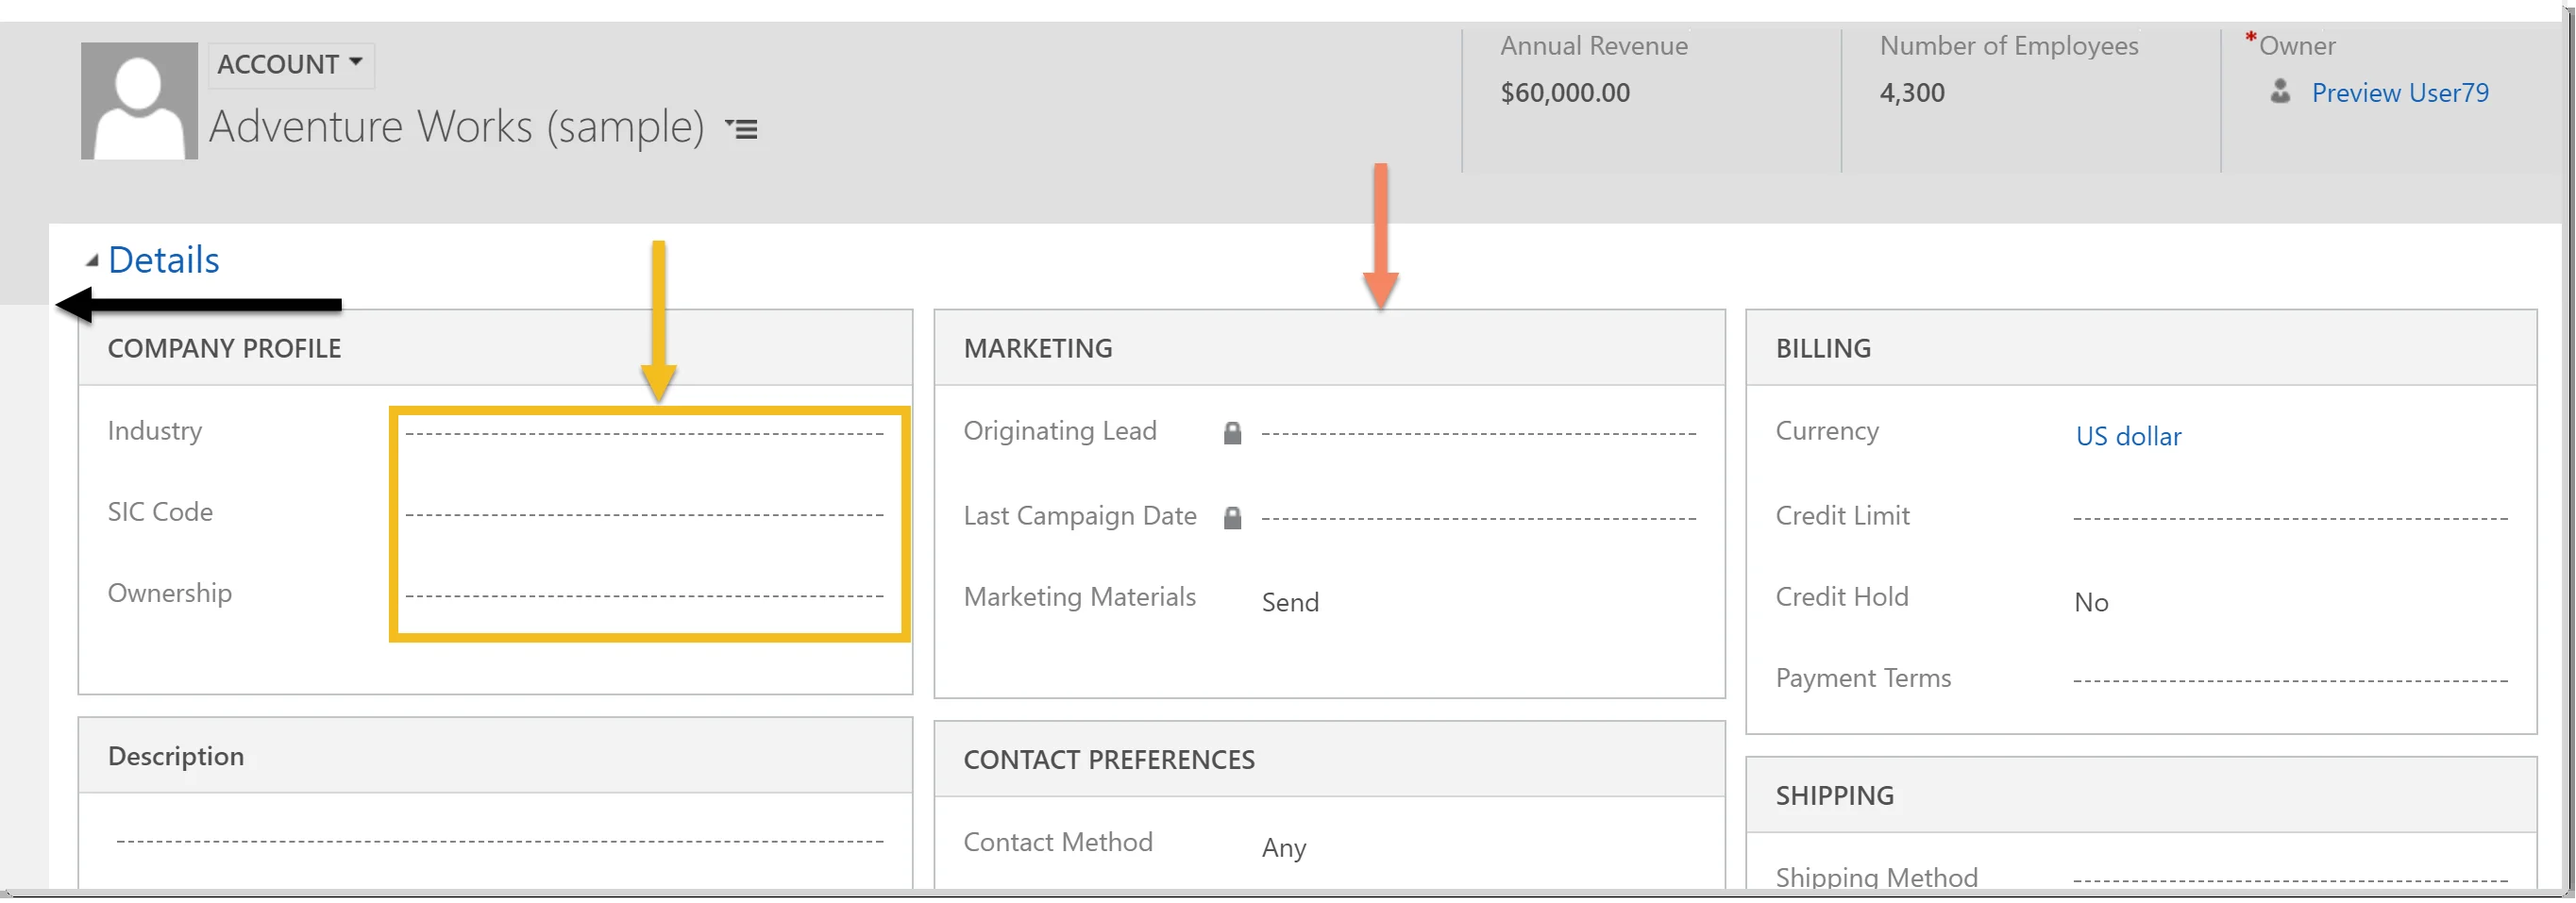 ACCOUNT
Adventure Works (sample)
Annual Revenue
$60,000.00
Number of Employees
4,300
*Owner
Preview User79
Details
COMPANY PROFILE
Industry
SIC Code
Ownership
Description
MARKETING
Originating Lead
Last Campaign Date
Marketing Materials Send
CONTACT PREFERENCES
Contact Method Any
BILLING
Currency US dollar
Credit Limit
Credit Hold No
Payment Terms
SHIPPING
Shipping Method